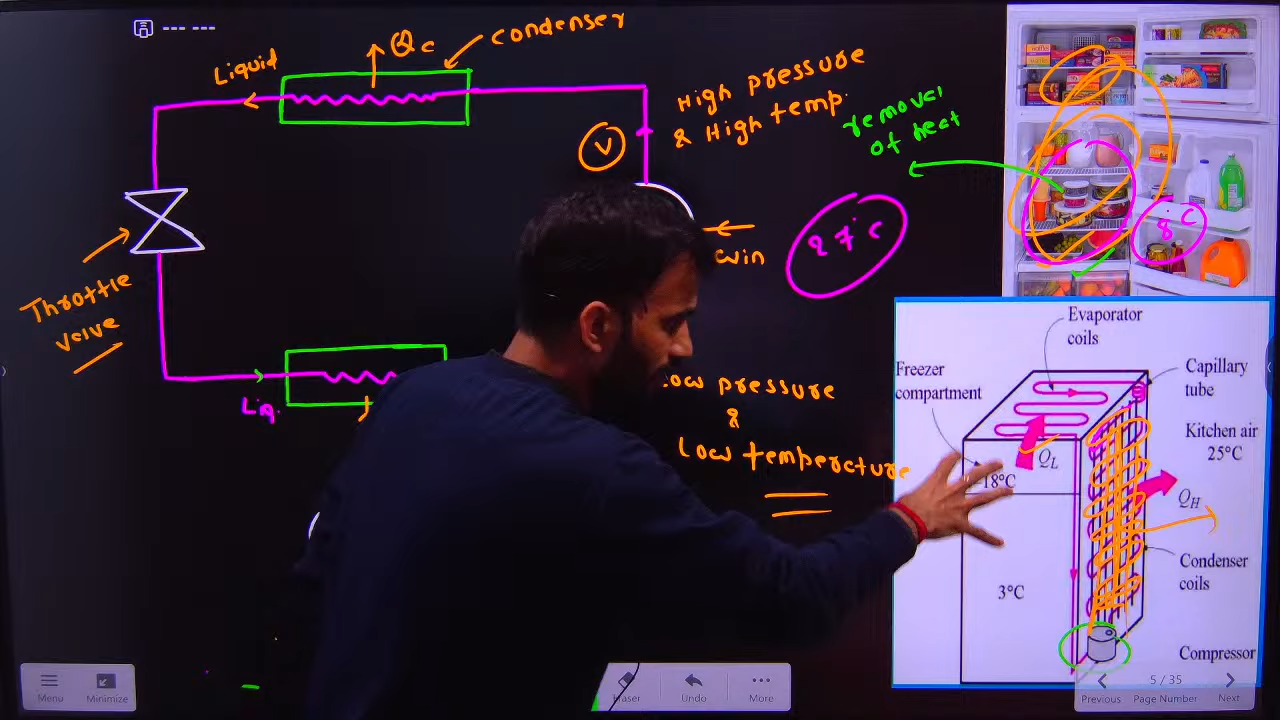 Liquid
Qc
condenser
High pressure
& High temp.
V
removal
of heat
win
27°c
8°c
Throttle
valve
Liq.
Low pressure
&
Low temperature
Evaporator
coils
Freezer
compartment
Capillary
tube
Kitchen air
25°C
QL
18°C
QH
3°C
Condenser
coils
Compressor
Menu
Minimize
Eraser
Undo
More
Previous
5 / 35
Page Number
Next